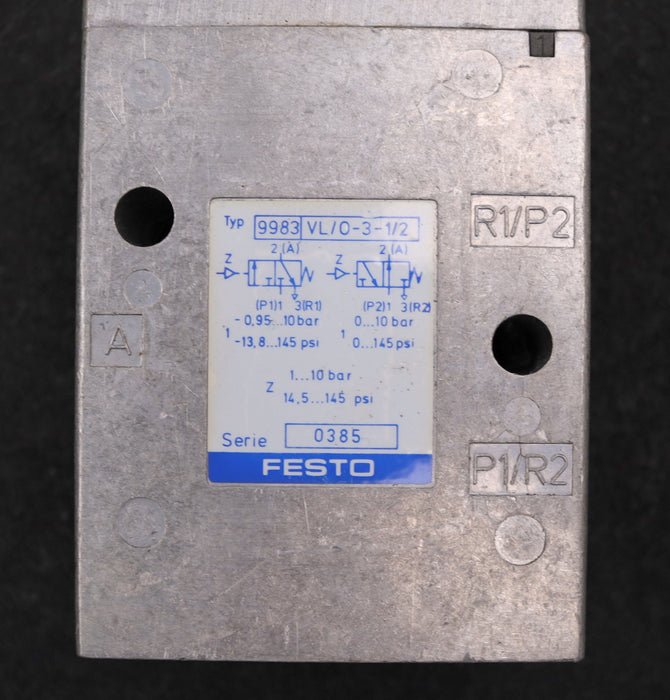 1
R1/P2
Typ 9983 VL/O-3-1/2
2 (A) 2 (A)
Z Z
(P1)1 3(R1) (P2)1 3(R2)
1 -0,95...10 bar 1 0...10 bar
-13,8...145 psi 0...145 psi
A
Z 1...10 bar
14,5...145 psi
Serie 0385
FESTO
P1/R2